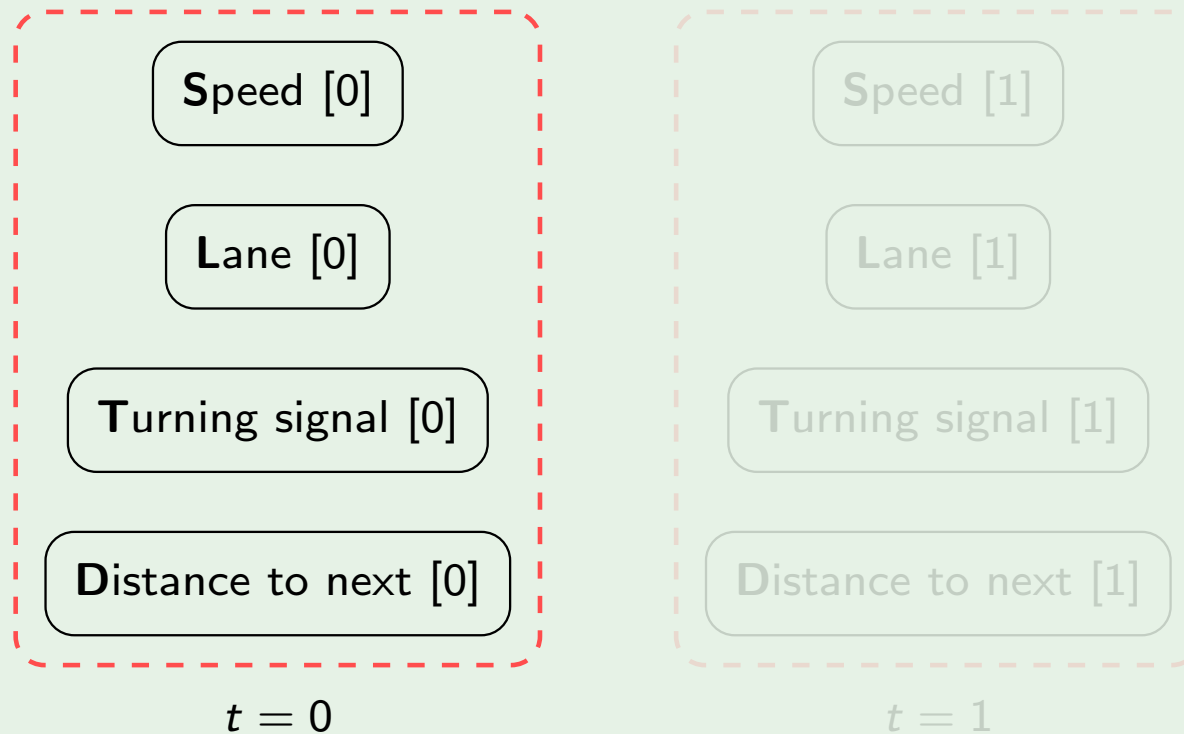 Speed [0]
Lane [0]
Turning signal [0]
Distance to next [0]
t = 0
Speed [1]
Lane [1]
Turning signal [1]
Distance to next [1]
t = 1